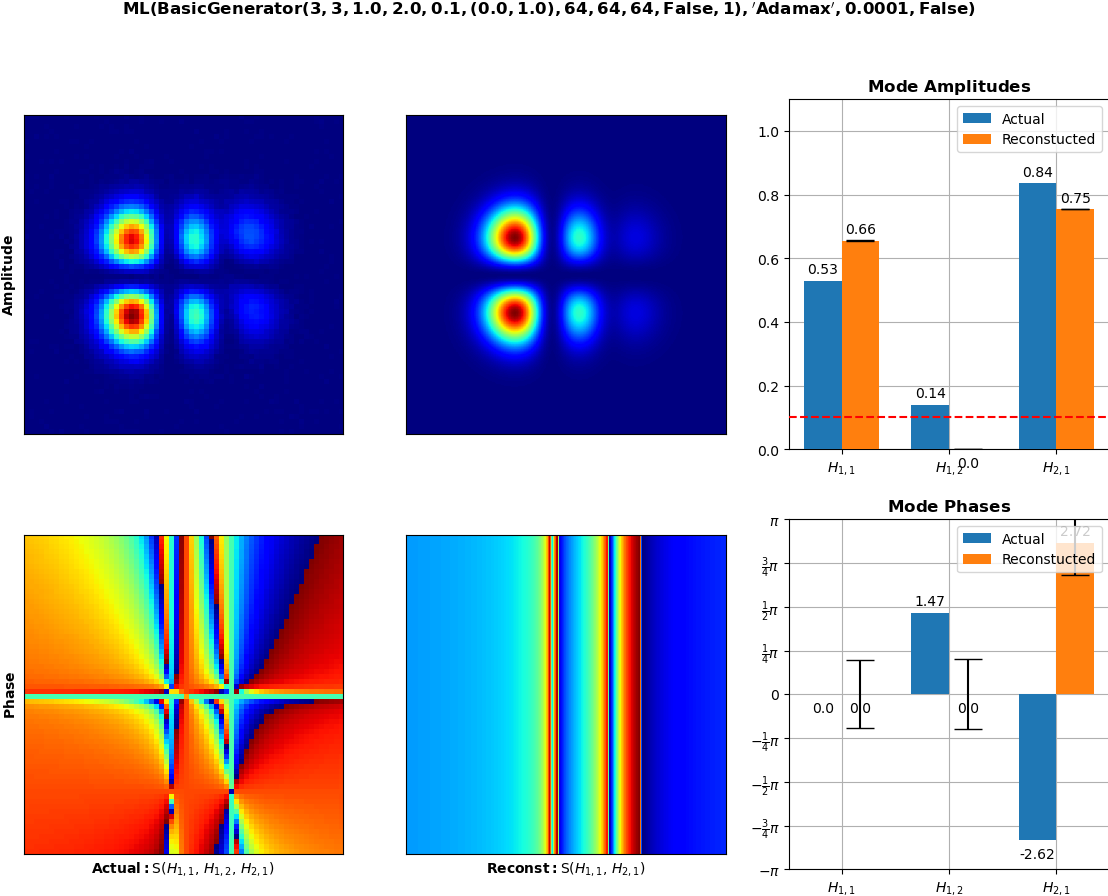 ML(BasicGenerator(3, 3, 1.0, 2.0, 0.1, (0.0, 1.0), 64, 64, 64, False, 1), ′Adamax′, 0.0001, False)
Amplitude
Mode Amplitudes
Actual
Reconstucted
1.0
0.8
0.6
0.4
0.2
0.0
0.53
0.66
0.14
0.0
0.84
0.75
H1,1
H1,2
H2,1
Phase
Actual: S(H1,1, H1,2, H2,1)
Reconst: S(H1,1, H2,1)
Mode Phases
Actual
Reconstucted
π
3/4π
1/2π
1/4π
0
−1/4π
−1/2π
−3/4π
−π
0.0
0.0
1.47
0.0
-2.62
2.72
H1,1
H1,2
H2,1